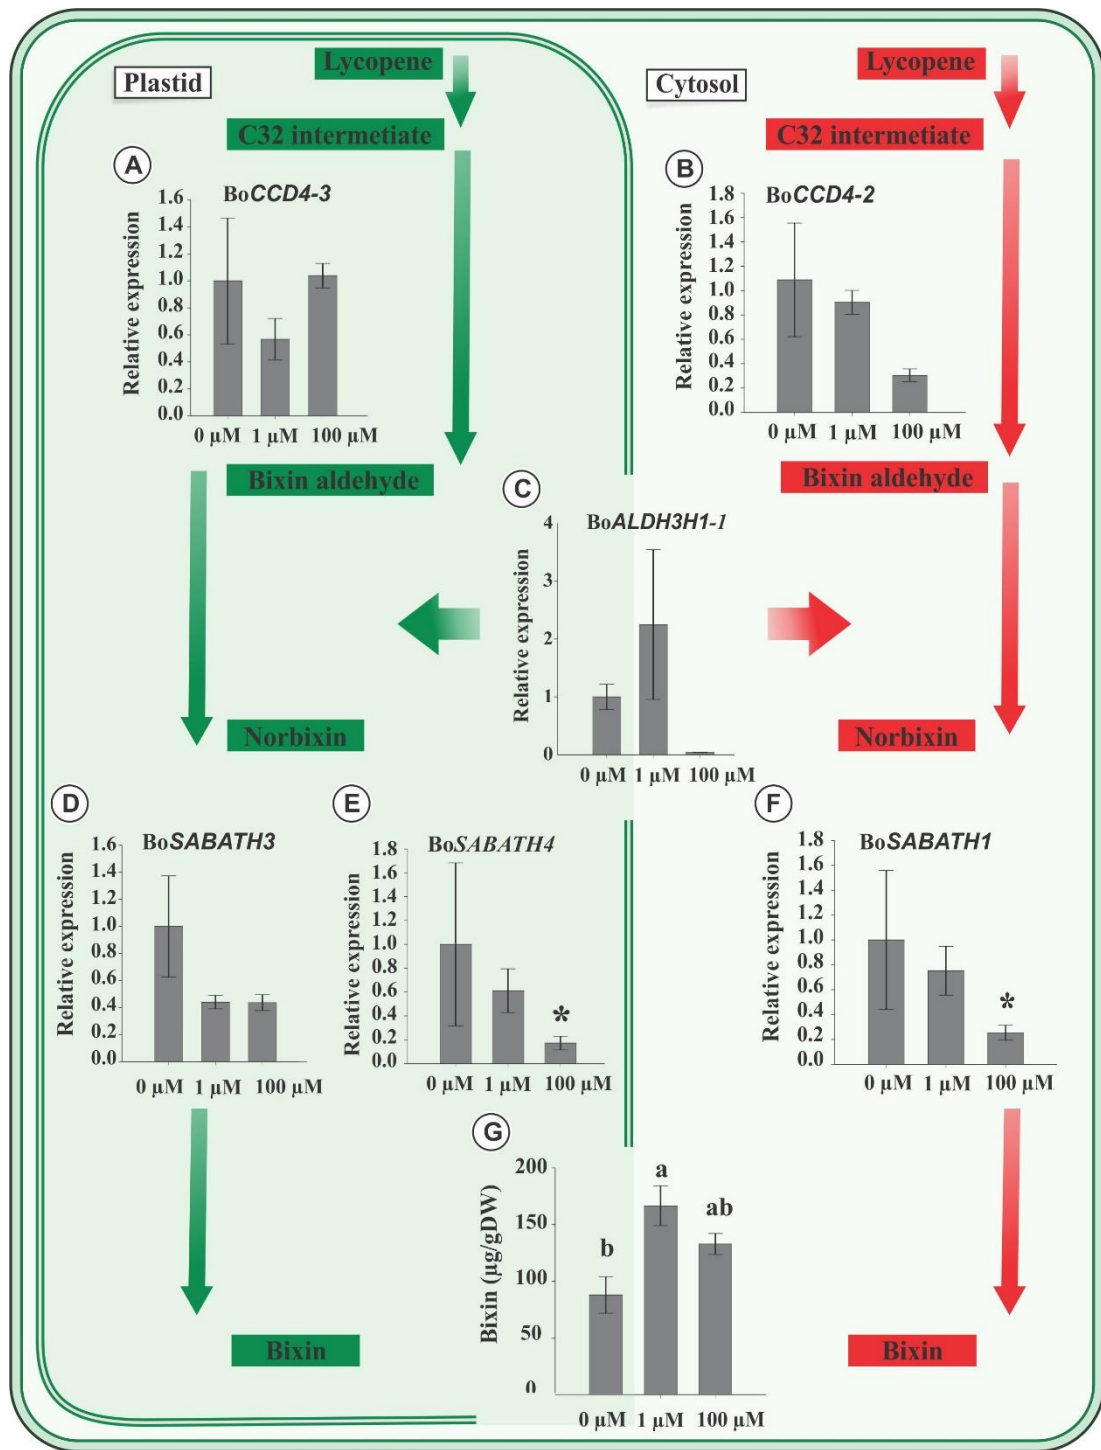 Lycopene
Lycopene
Plastid
Cytosol
C32 intermetiate
C32 intermetiate
A
BoCCD4-3
Relative expression
1.6
1.4
1.2
1.0
0.8
0.6
0.4
0.2
0.0
0 µM 1 µM 100 µM
B
BoCCD4-2
Relative expression
1.8
1.6
1.4
1.2
1.0
0.8
0.6
0.4
0.2
0.0
0 µM 1 µM 100 µM
Bixin aldehyde
Bixin aldehyde
C
BoALDH3H1-1
Relative expression
4
3
2
1
0
0 µM 1 µM 100 µM
Norbixin
Norbixin
D
BoSABATH3
Relative expression
1.6
1.4
1.2
1.0
0.8
0.6
0.4
0.2
0.0
0 µM 1 µM 100 µM
E
BoSABATH4
Relative expression
1.8
1.6
1.4
1.2
1.0
0.8
0.6
0.4
0.2
0.0
*
0 µM 1 µM 100 µM
F
BoSABATH1
Relative expression
1.8
1.6
1.4
1.2
1.0
0.8
0.6
0.4
0.2
0.0
*
0 µM 1 µM 100 µM
G
Bixin (µg/gDW)
200
150
100
50
0
b
a
ab
0 µM 1 µM 100 µM
Bixin
Bixin